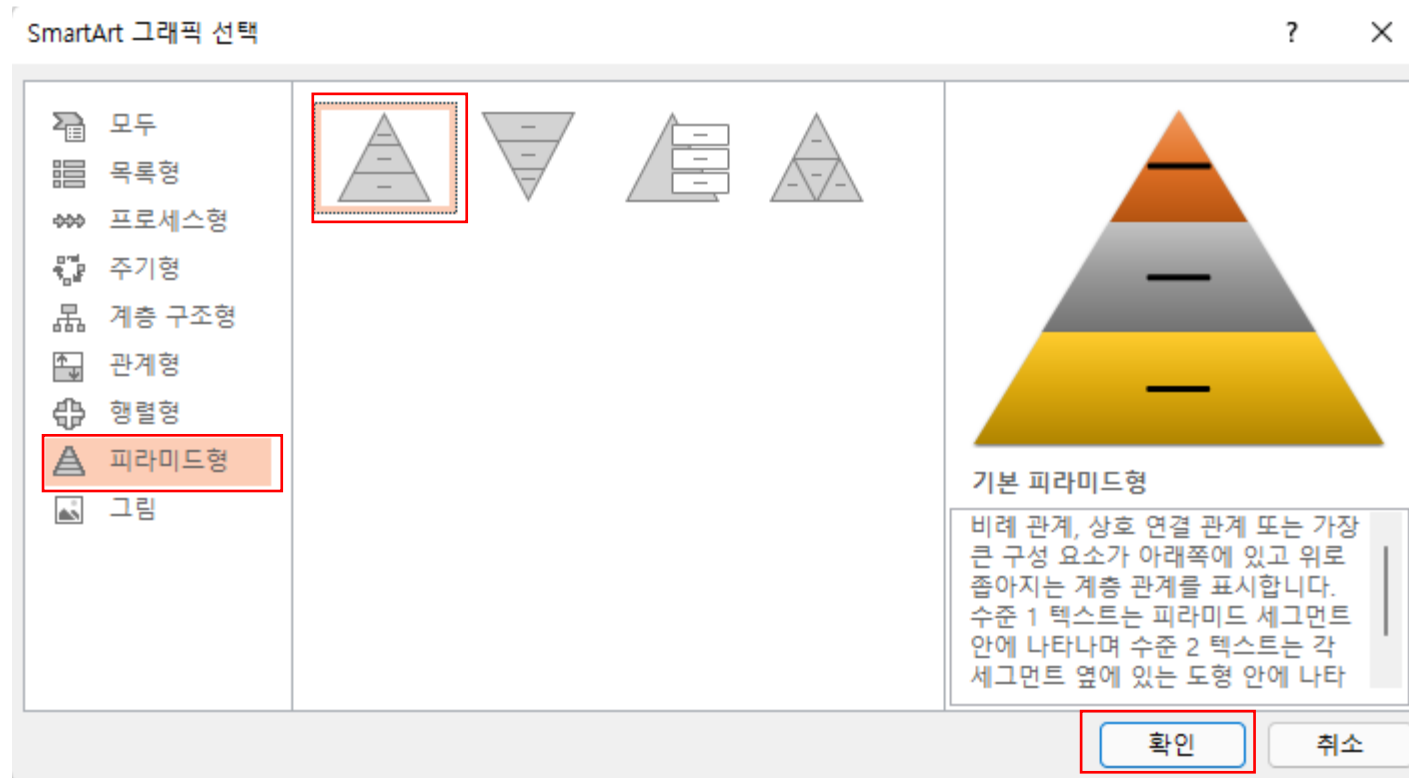 SmartArt 그래픽 선택
?
모두
목록형
프로세스형
주기형
계층 구조형
관계형
행렬형
피라미드형
그림
기본 피라미드형
비례 관계, 상호 연결 관계 또는 가장
큰 구성 요소가 아래쪽에 있고 위로
좁아지는 계층 관계를 표시합니다.
수준 1 텍스트는 피라미드 세그먼트
안에 나타나며 수준 2 텍스트는 각
세그먼트 옆에 있는 도형 안에 나타
확인
취소